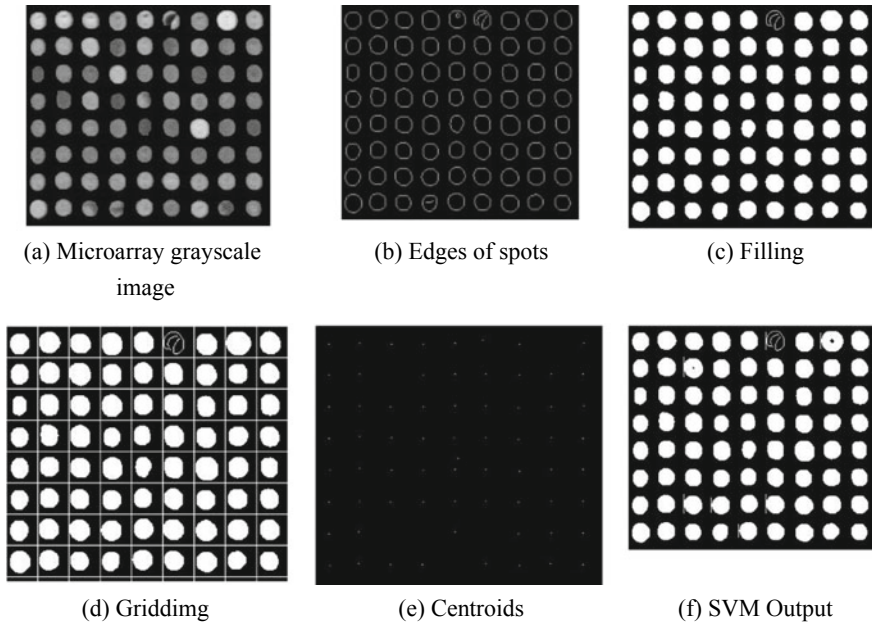 (a) Microarray grayscale
image
(b) Edges of spots
(c) Filling
(d) Griddimg
(e) Centroids
(f) SVM Output